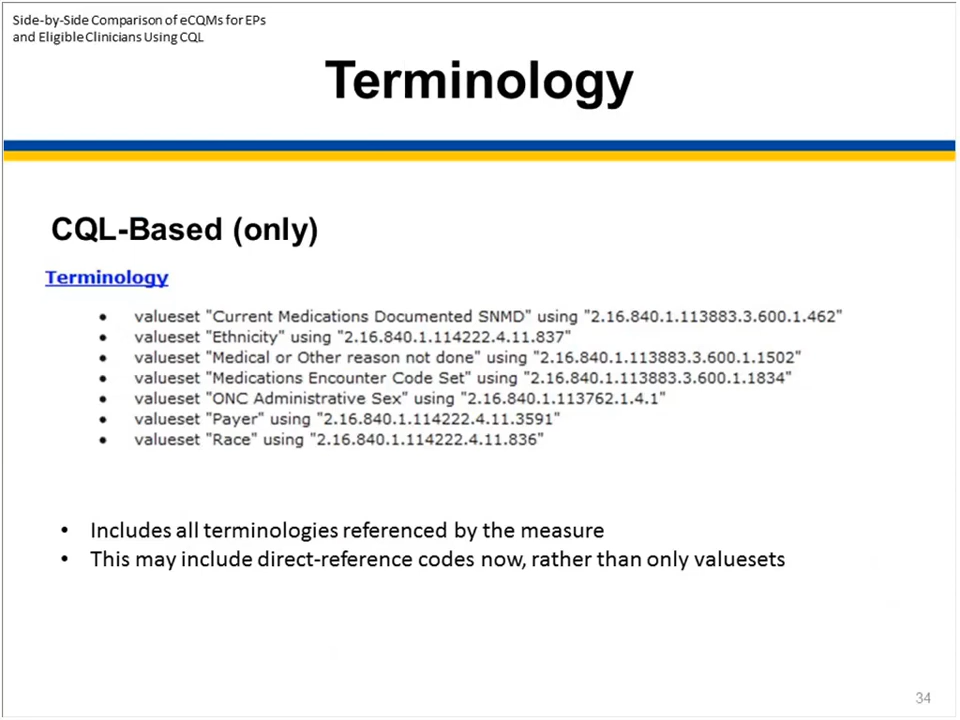 Side-by-Side Comparison of eCQMs for EPs
and Eligible Clinicians Using CQL
Terminology
CQL-Based (only)
Terminology
• valueset "Current Medications Documented SNMD" using "2.16.840.1.113883.3.600.1.462"
• valueset "Ethnicity" using "2.16.840.1.114222.4.11.837"
• valueset "Medical or Other reason not done" using "2.16.840.1.113883.3.600.1.1502"
• valueset "Medications Encounter Code Set" using "2.16.840.1.113883.3.600.1.1834"
• valueset "ONC Administrative Sex" using "2.16.840.1.113762.1.4.1"
• valueset "Payer" using "2.16.840.1.114222.4.11.3591"
• valueset "Race" using "2.16.840.1.114222.4.11.836"
• Includes all terminologies referenced by the measure
• This may include direct-reference codes now, rather than only valuesets
34